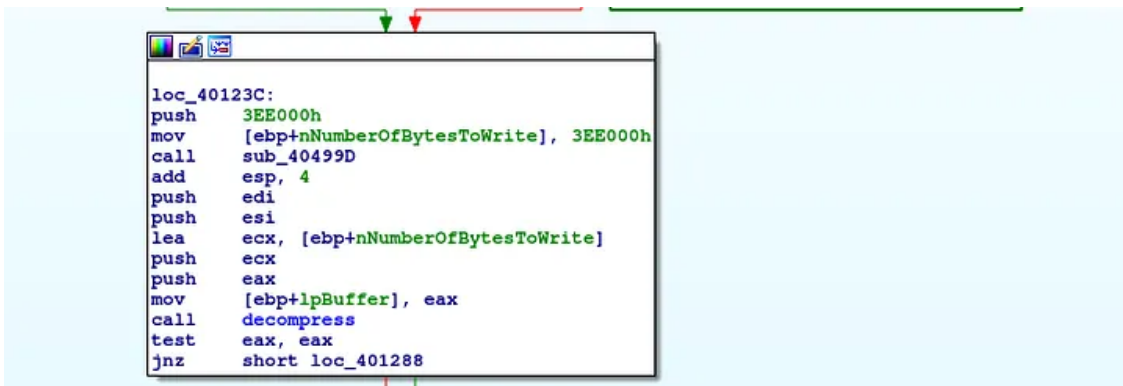 loc_40123C:
push 3EE000h
mov [ebp+nNumberOfBytesToWrite], 3EE000h
call sub_40499D
add esp, 4
push edi
push esi
lea ecx, [ebp+nNumberOfBytesToWrite]
push ecx
push eax
mov [ebp+lpBuffer], eax
call decompress
test eax, eax
jnz short loc_401288